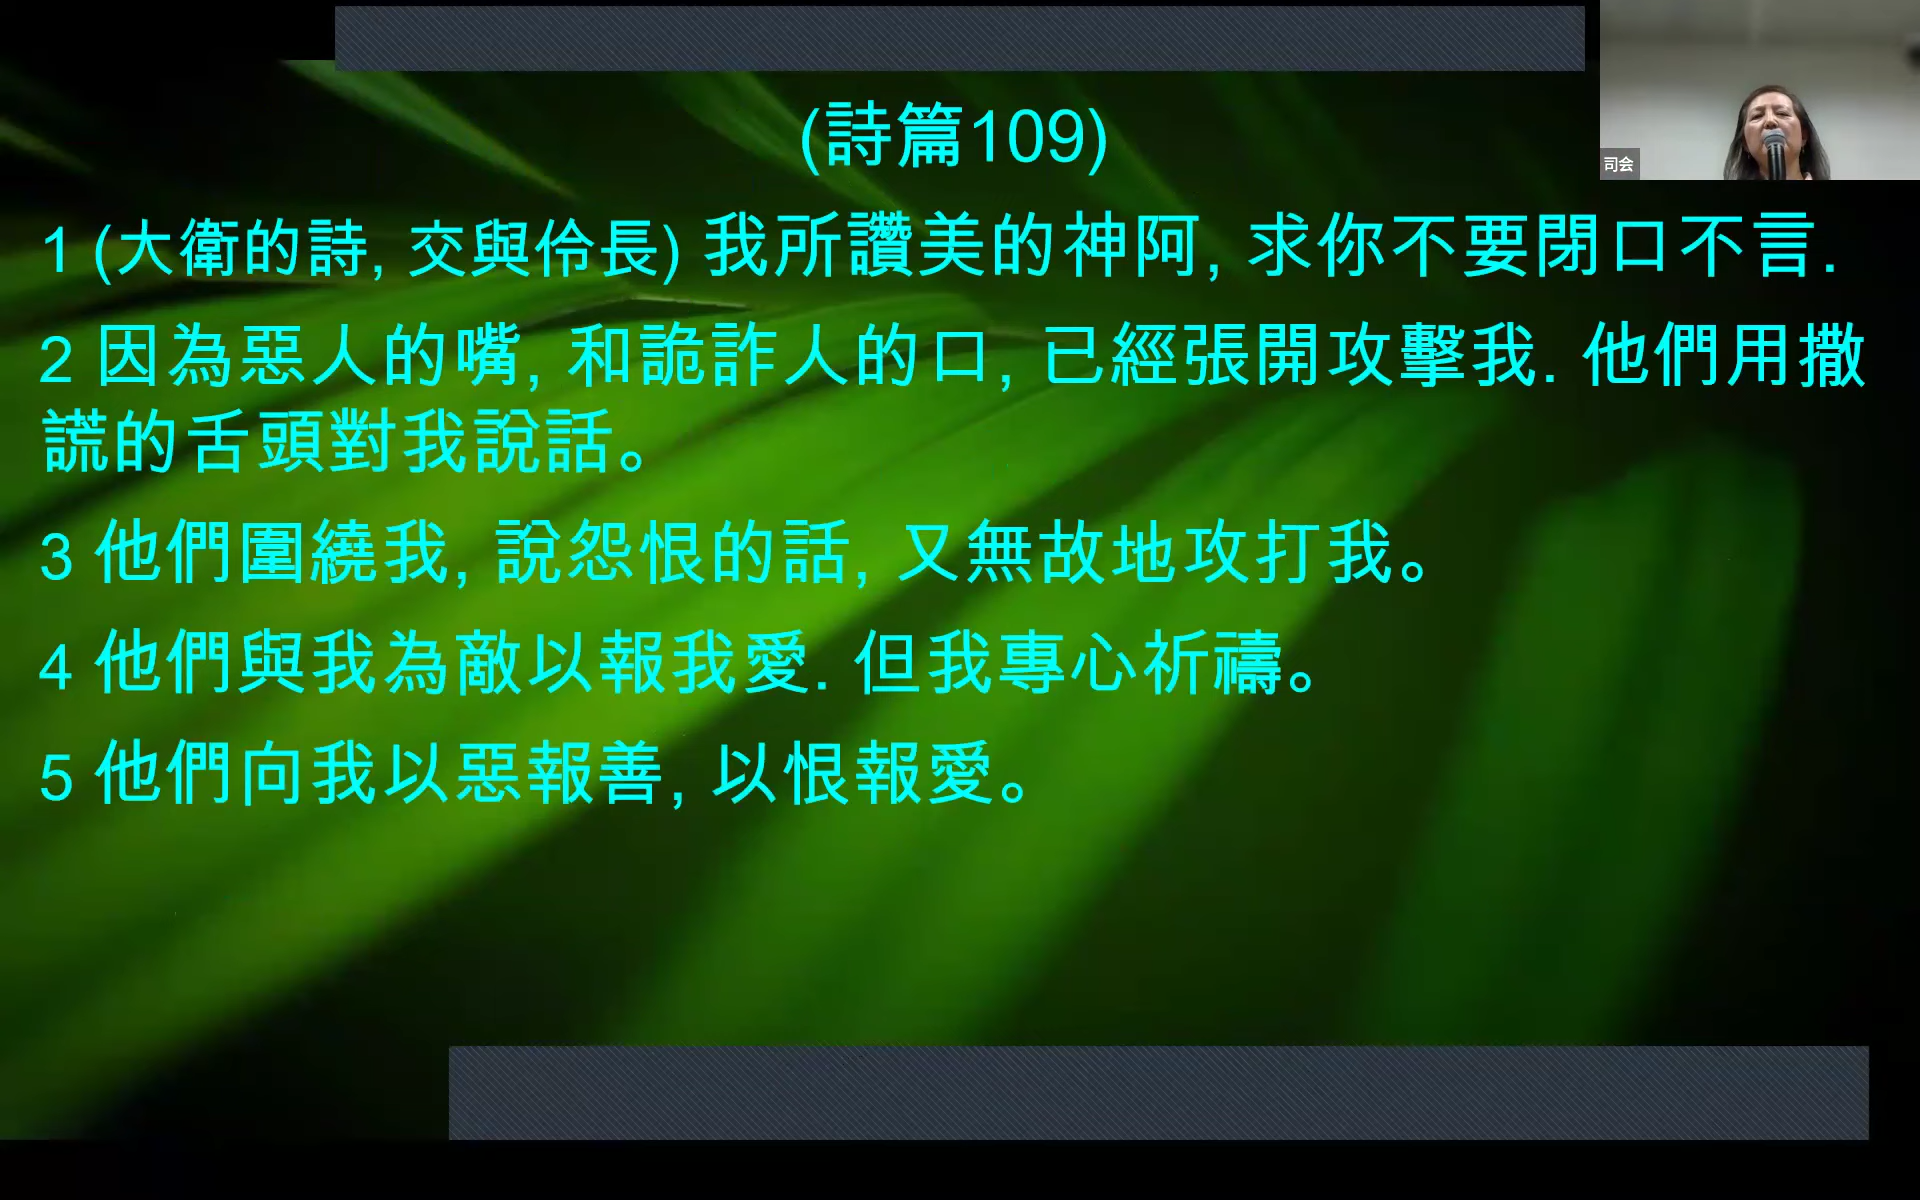 (詩篇109)
司会
1 (大衛的詩, 交與伶長) 我所讚美的神阿, 求你不要閉口不言.
2 因為惡人的嘴, 和詭詐人的口, 已經張開攻擊我. 他們用撒
謊的舌頭對我說話。
3 他們圍繞我, 說怨恨的話, 又無故地攻打我。
4 他們與我為敵以報我愛. 但我專心祈禱。
5 他們向我以惡報善, 以恨報愛。